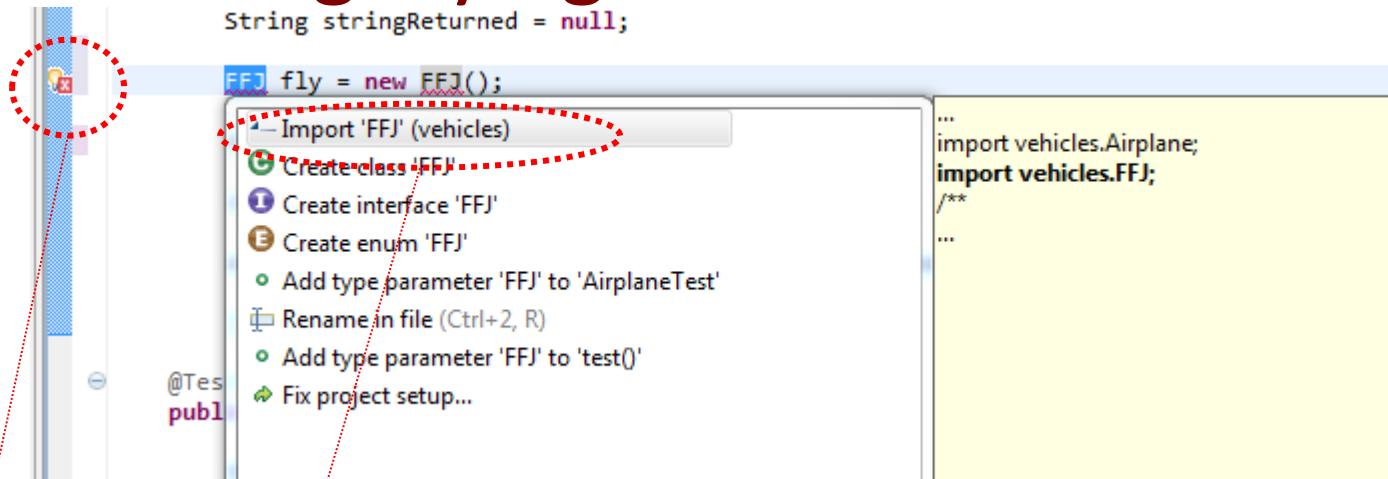 String stringReturned = null;
FFJ fly = new FFJ();
Import 'FFJ' (vehicles)
Create class 'FFJ'
Create interface 'FFJ'
Create enum 'FFJ'
Add type parameter 'FFJ' to 'AirplaneTest'
Rename in file (Ctrl+2, R)
Add type parameter 'FFJ' to 'test()'
Fix project setup...
...
import vehicles.Airplane;
import vehicles.FFJ;
/**
...
@Tes
publ